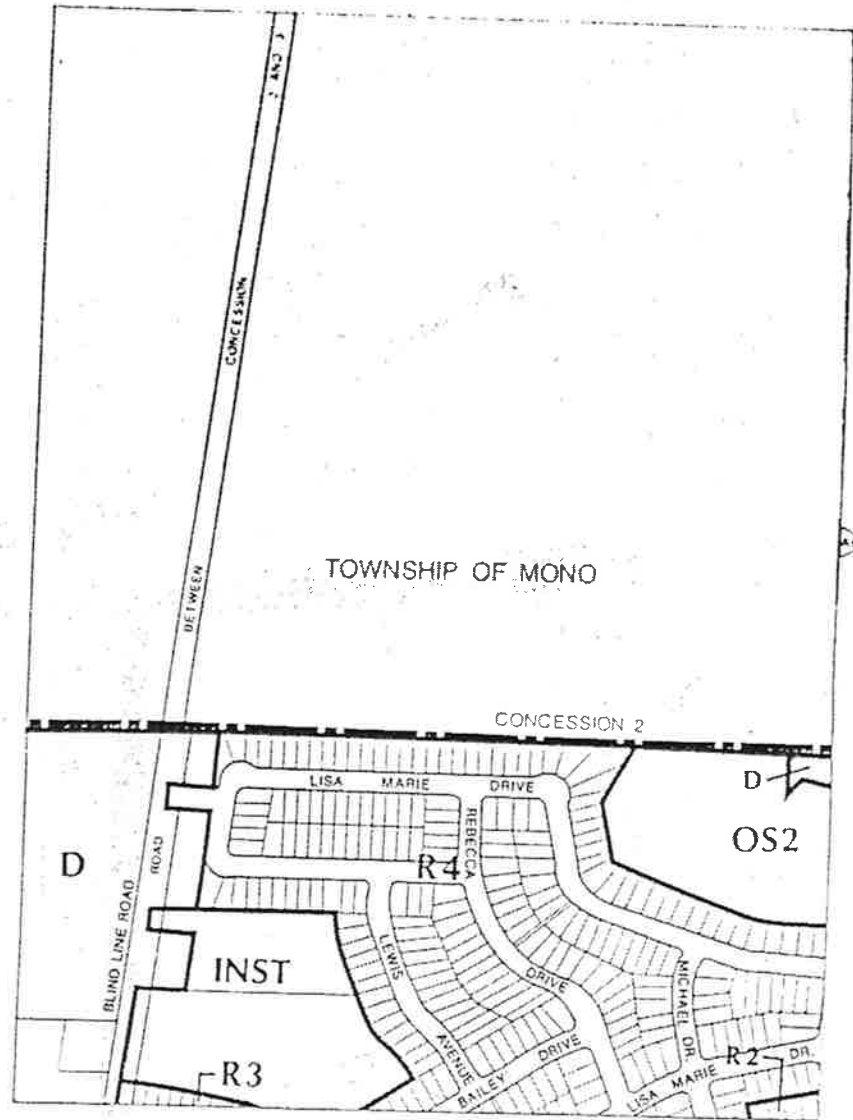 2 AND 3
CONCESSION
BETWEEN
TOWNSHIP OF MONO
CONCESSION 2
LISA MARIE DRIVE
D
OS2
REBECCA
R4
D
ROAD
BLIND LINE ROAD
INST
LEWIS
AVENUE
DRIVE
MICHAEL DR.
BAILEY DRIVE
R3
R2
LISA MARIE DR.